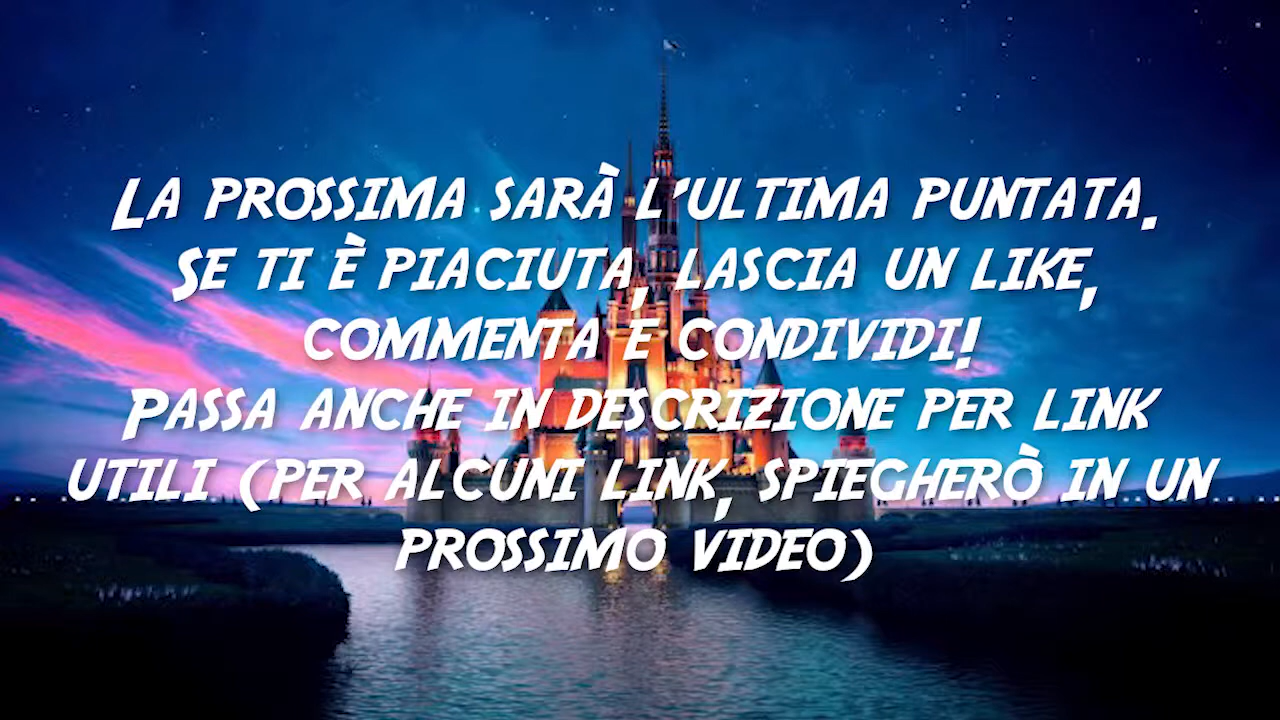 La prossima sarà l'ultima puntata.
Se ti è piaciuta, lascia un like,
commenta e condividi!
Passa anche in descrizione per link
utili (per alcuni link, spiegherò in un
prossimo video)